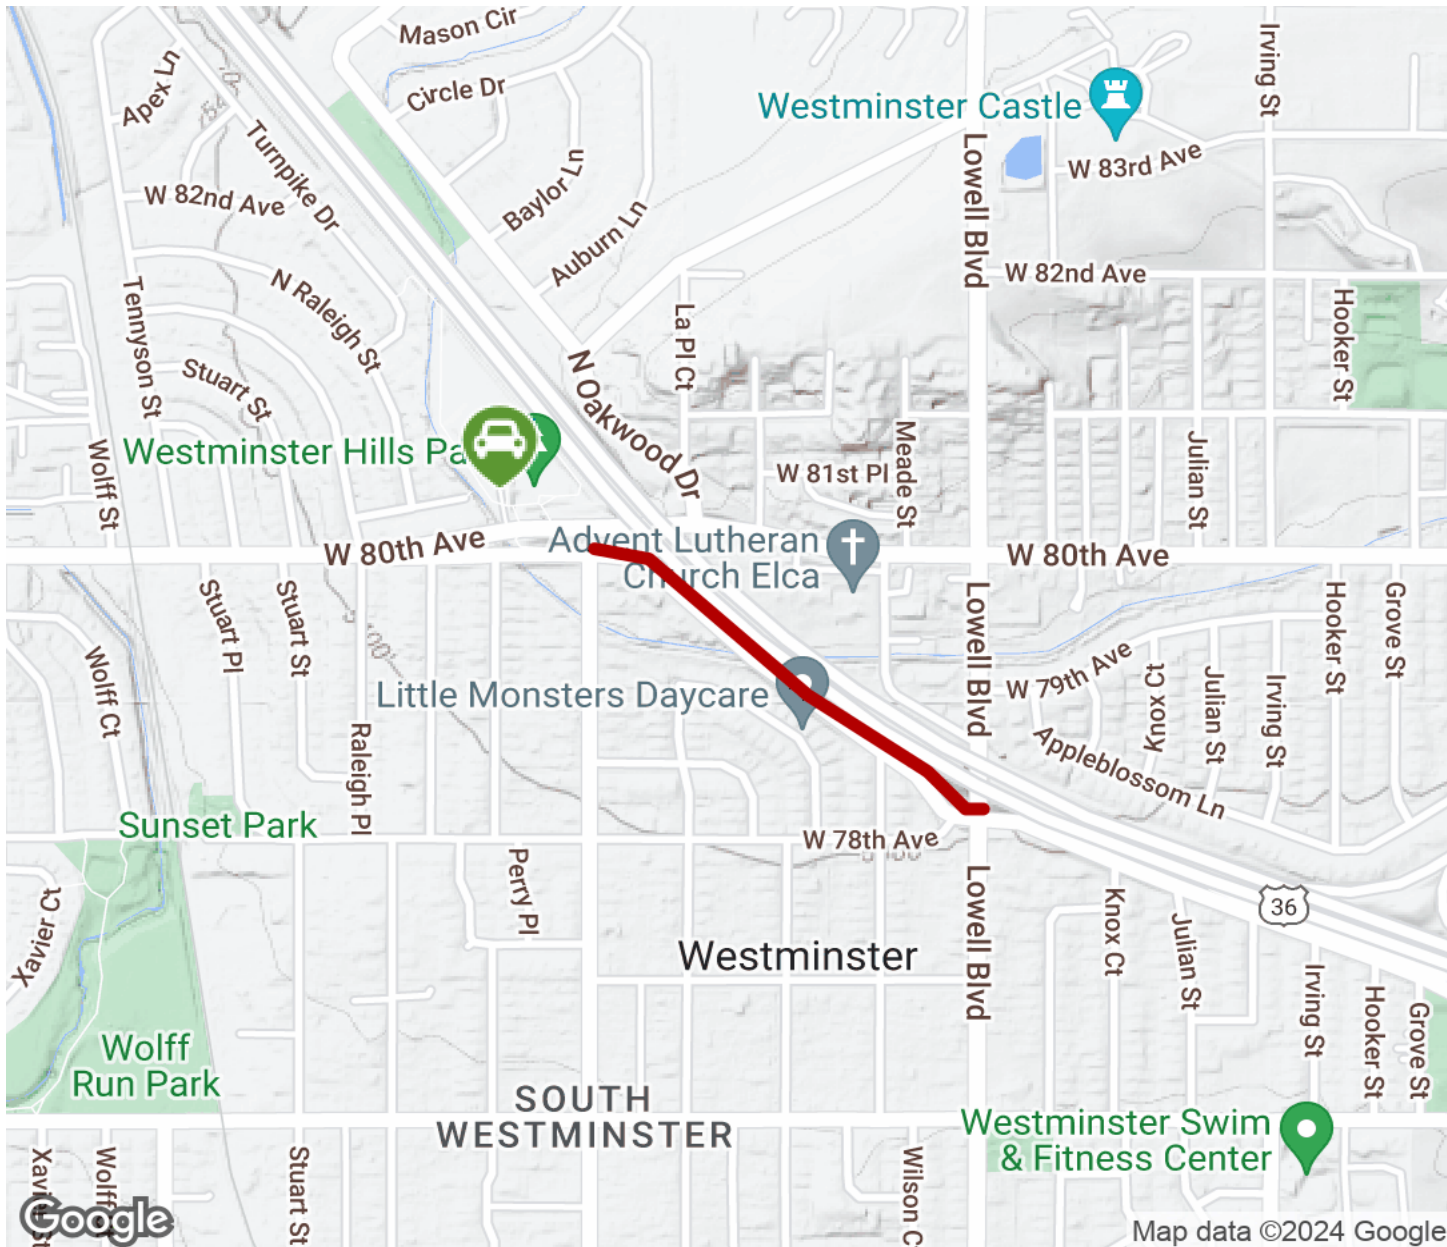 Mason Cir
Irving St
Apex Ln
Circle Dr
Westminster Castle
Turnpike Dr
Lowell Blvd
W 83rd Ave
Baylor Ln
W 82nd Ave
Auburn Ln
W 82nd Ave
N Raleigh St
Tennyson St
La Pl Ct
Hooker St
Stuart St
N Oakwood Dr
Westminster Hills Pa
Wolff St
Meade St
Julian St
W 81st Pl
W 80th Ave
Advent Lutheran
Church Elca
W 80th Ave
Stuart Pl
Stuart St
Lowell Blvd
Hooker St
Grove St
Wolff Ct
W 79th Ave
Little Monsters Daycare
Knox Ct
Julian St
Irving St
Raleigh Pl
Appleblossom Ln
Sunset Park
W 78th Ave
Perry Pl
Lowell Blvd
36
Xavier Ct
Knox Ct
Julian St
Westminster
Irving St
Hooker St
Grove St
Wolff
Run Park
SOUTH
WESTMINSTER
Westminster Swim
& Fitness Center
Stuart St
Wilson C
Google
Map data ©2024 Google